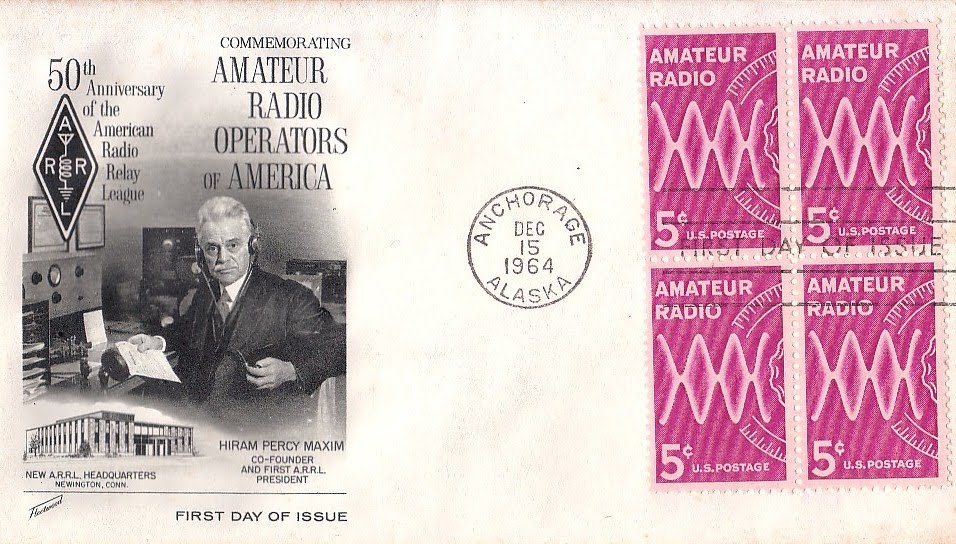 COMMEMORATING
AMATEUR
RADIO
OPERATORS
OF AMERICA
50th
Anniversary
of the
American
Radio
Relay
League
A
R R
L
HIRAM PERCY MAXIM
CO-FOUNDER
AND FIRST A.R.R.L.
PRESIDENT
NEW A.R.R.L. HEADQUARTERS
NEWINGTON, CONN.
Fleetwood
FIRST DAY OF ISSUE
ANCHORAGE
DEC
15
1964
ALASKA
AMATEUR
RADIO
5¢ U.S. POSTAGE
AMATEUR
RADIO
5¢ U.S. POSTAGE
FIRST DAY OF ISSUE
AMATEUR
RADIO
5¢ U.S. POSTAGE
AMATEUR
RADIO
5¢ U.S. POSTAGE